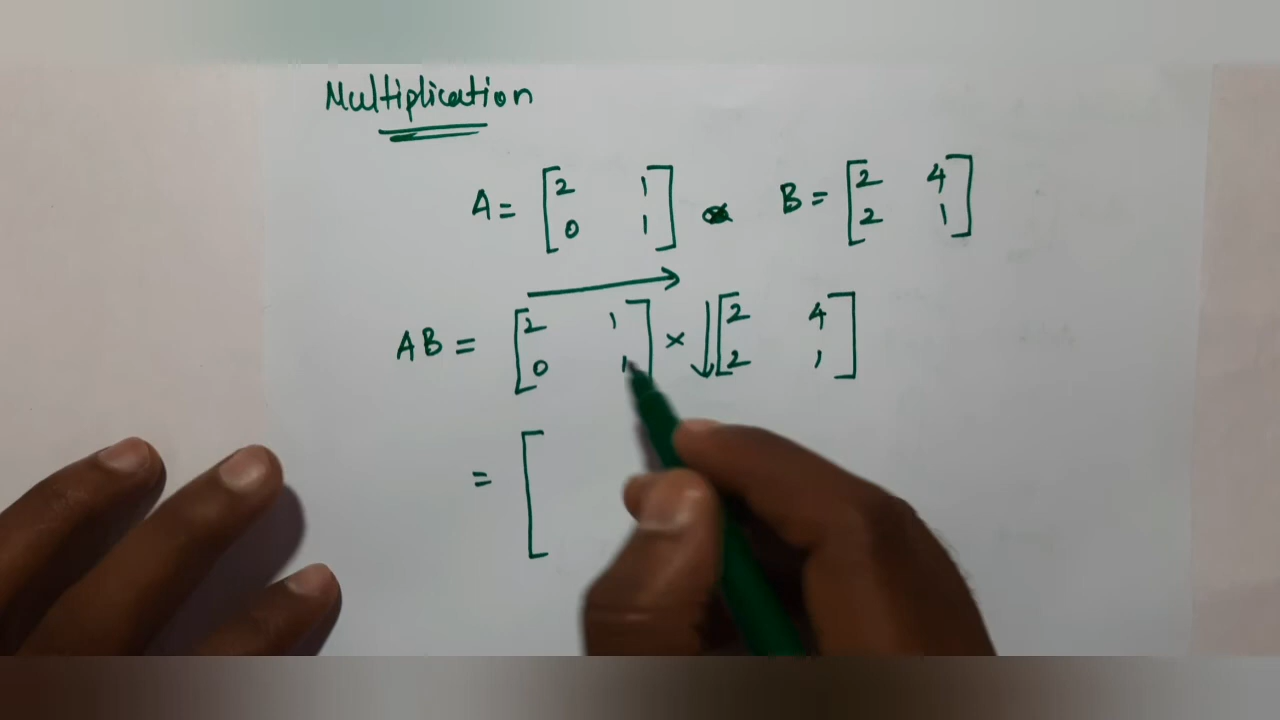 Multiplication
A = [ 2 1 B = [ 2 4
0 1 ] 2 1 ]
AB = [ 2 1 × [ 2 4
0 1 ] 2 1 ]
= [